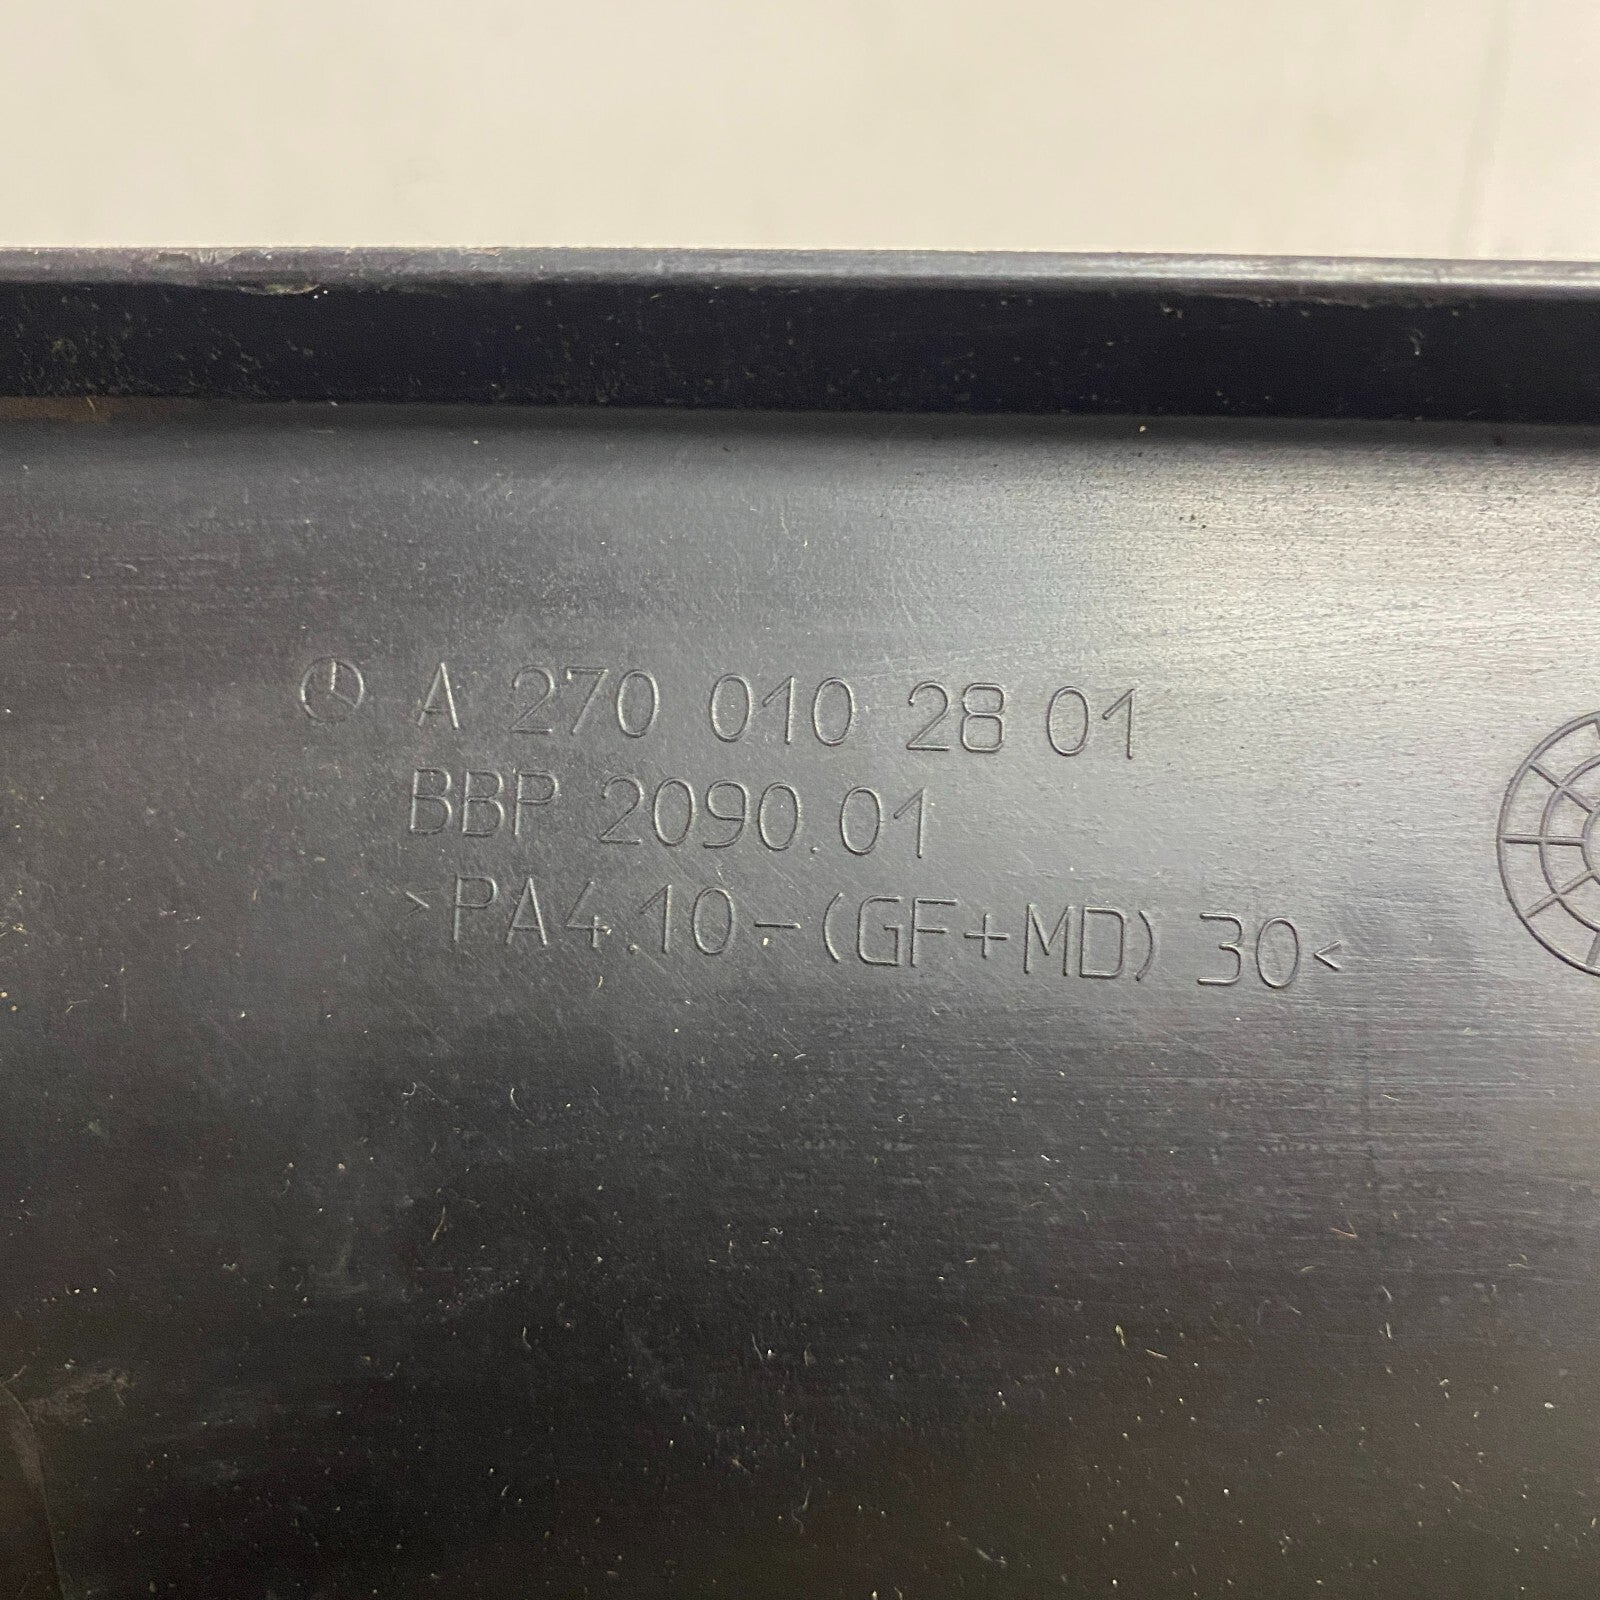 A 270 010 28 01
BBP 2090.01
>PA4.10-(GF+MD) 30<